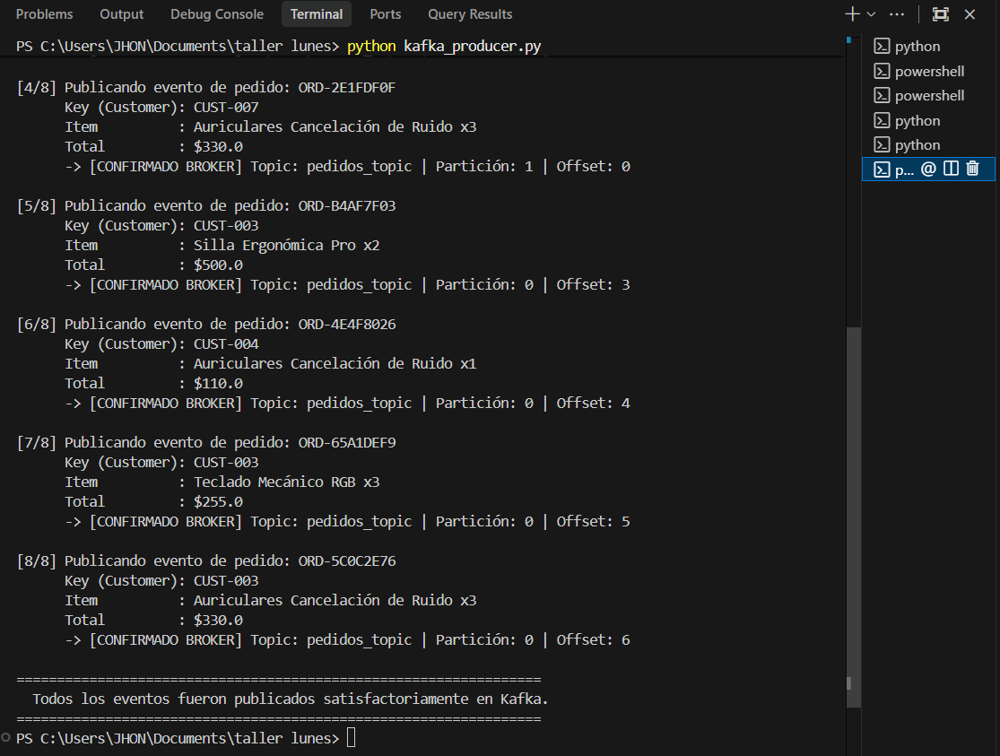 Problems Output Debug Console Terminal Ports Query Results
PS C:\Users\JHON\Documents\taller lunes> python kafka_producer.py
[4/8] Publicando evento de pedido: ORD-2E1FDF0F
Key (Customer): CUST-007
Item : Auriculares Cancelación de Ruido x3
Total : $330.0
-> [CONFIRMADO BROKER] Topic: pedidos_topic | Partición: 1 | Offset: 0
[5/8] Publicando evento de pedido: ORD-B4AF7F03
Key (Customer): CUST-003
Item : Silla Ergonómica Pro x2
Total : $500.0
-> [CONFIRMADO BROKER] Topic: pedidos_topic | Partición: 0 | Offset: 3
[6/8] Publicando evento de pedido: ORD-4E4F8026
Key (Customer): CUST-004
Item : Auriculares Cancelación de Ruido x1
Total : $110.0
-> [CONFIRMADO BROKER] Topic: pedidos_topic | Partición: 0 | Offset: 4
[7/8] Publicando evento de pedido: ORD-65A1DEF9
Key (Customer): CUST-003
Item : Teclado Mecánico RGB x3
Total : $255.0
-> [CONFIRMADO BROKER] Topic: pedidos_topic | Partición: 0 | Offset: 5
[8/8] Publicando evento de pedido: ORD-5C0C2E76
Key (Customer): CUST-003
Item : Auriculares Cancelación de Ruido x3
Total : $330.0
-> [CONFIRMADO BROKER] Topic: pedidos_topic | Partición: 0 | Offset: 6
=================================================================
Todos los eventos fueron publicados satisfactoriamente en Kafka.
=================================================================
PS C:\Users\JHON\Documents\taller lunes>
python
powershell
powershell
python
python
p... @